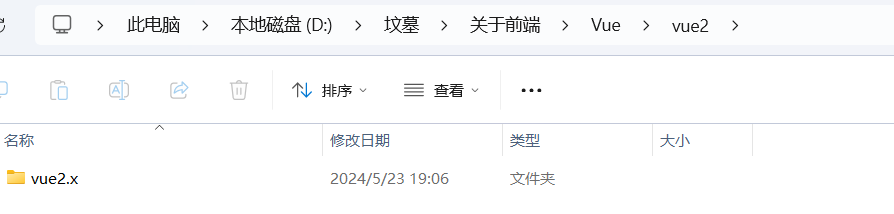 此电脑 > 本地磁盘 (D:) > 坟墓 > 关于前端 > Vue > vue2 >
排序 查看 ...
名称 修改日期 类型 大小
vue2.x 2024/5/23 19:06 文件夹